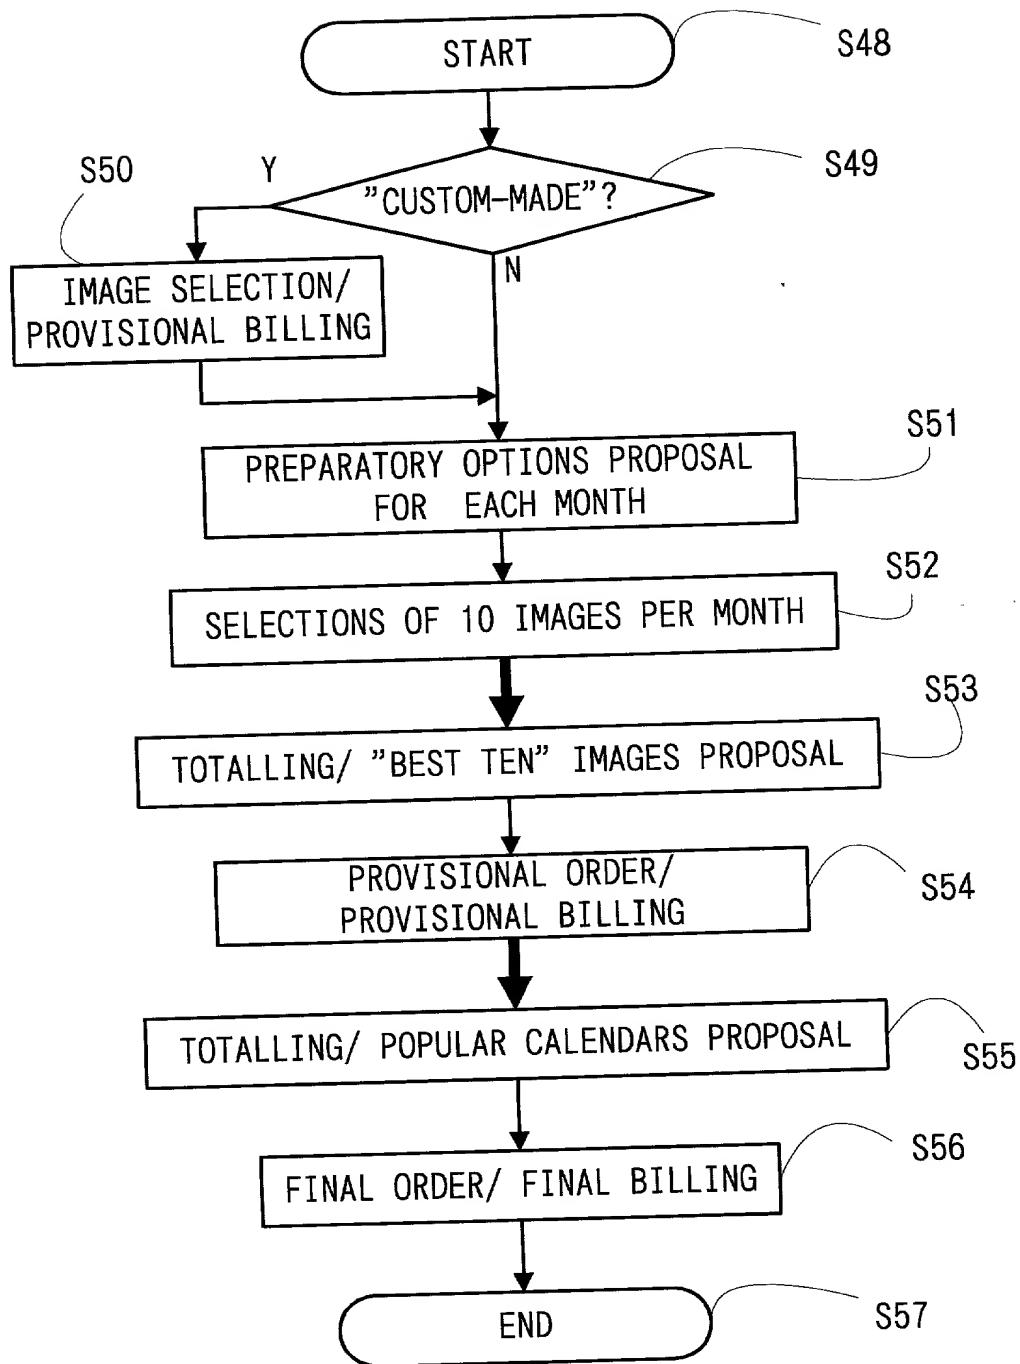 START
S48
S50
Y
"CUSTOM-MADE"?
S49
N
IMAGE SELECTION/
PROVISIONAL BILLING
S51
PREPARATORY OPTIONS PROPOSAL
FOR EACH MONTH
S52
SELECTIONS OF 10 IMAGES PER MONTH
S53
TOTALLING/ "BEST TEN" IMAGES PROPOSAL
PROVISIONAL ORDER/
PROVISIONAL BILLING
S54
TOTALLING/ POPULAR CALENDARS PROPOSAL
S55
S56
FINAL ORDER/ FINAL BILLING
END
S57